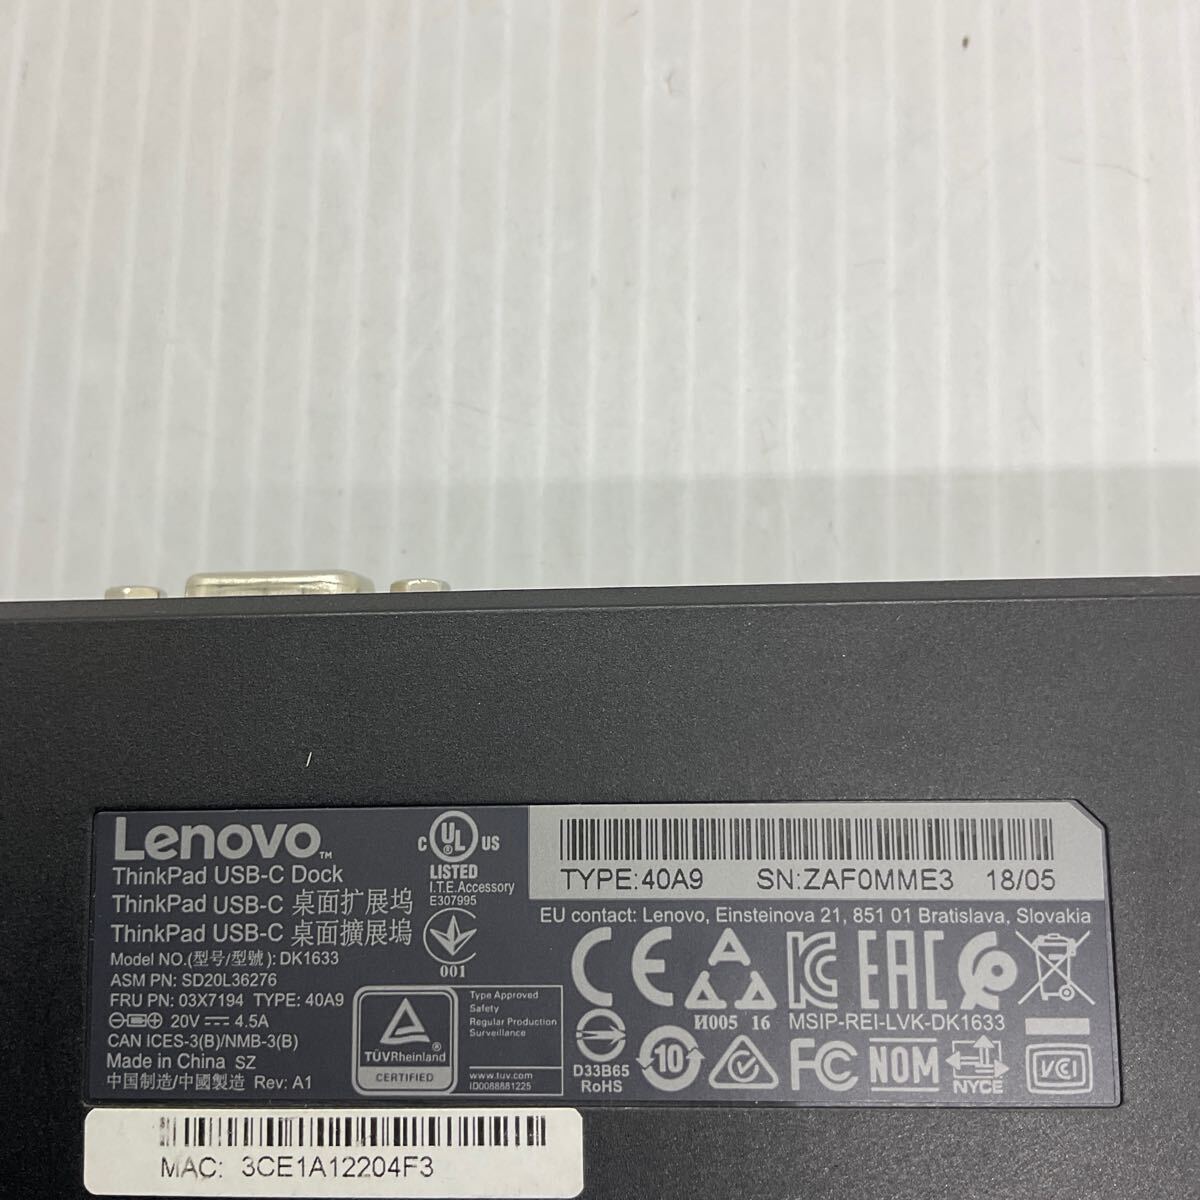 Lenovo™
ThinkPad USB-C Dock
ThinkPad USB-C 桌面扩展坞
ThinkPad USB-C 桌面擴展塢
Model NO.(型号/型號): DK1633
ASM PN: SD20L36276
FRU PN: 03X7194 TYPE: 40A9
20V 4.5A
CAN ICES-3(B)/NMB-3(B)
Made in China SZ
中国制造/中國製造 Rev: A1
C UL ® US
LISTED
I.T.E.Accessory
E307995
001
TÜVRheinland ®
CERTIFIED
Type Approved
Safety
Regular Production
Surveillance
www.tuv.com
ID0088881225
TYPE:40A9 SN:ZAF0MME3 18/05
EU contact: Lenovo, Einsteinova 21, 851 01 Bratislava, Slovakia
CE
EAC
И005 16
MSIP-REI-LVK-DK1633
D33B65
RoHS
10
FC
NOM
NYCE
VCI
MAC: 3CE1A12204F3